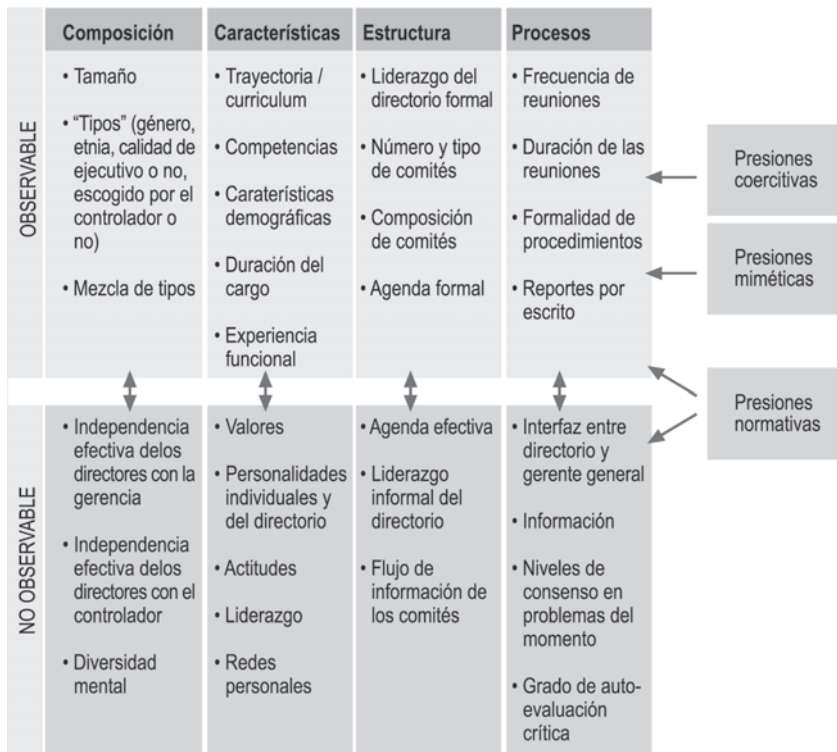 Composición
Características
Estructura
Procesos
OBSERVABLE
• Tamaño
• “Tipos” (género,
etnia, calidad de
ejecutivo o no,
escogido por el
controlador o
no)
• Mezcla de tipos
• Trayectoria /
curriculum
• Competencias
• Caraterísticas
demográficas
• Duración del
cargo
• Experiencia
funcional
• Liderazgo del
directorio formal
• Número y tipo
de comités
• Composición
de comités
• Agenda formal
• Frecuencia de
reuniones
• Duración de las
reuniones
• Formalidad de
procedimientos
• Reportes por
escrito
Presiones
coercitivas
Presiones
miméticas
Presiones
normativas
NO OBSERVABLE
• Independencia
efectiva delos
directores con la
gerencia
• Independencia
efectiva delos
directores con el
controlador
• Diversidad
mental
• Valores
• Personalidades
individuales y
del directorio
• Actitudes
• Liderazgo
• Redes
personales
• Agenda efectiva
• Liderazgo
informal del
directorio
• Flujo de
información de
los comités
• Interfaz entre
directorio y
gerente general
• Información
• Niveles de
consenso en
problemas del
momento
• Grado de auto-
evaluación
crítica